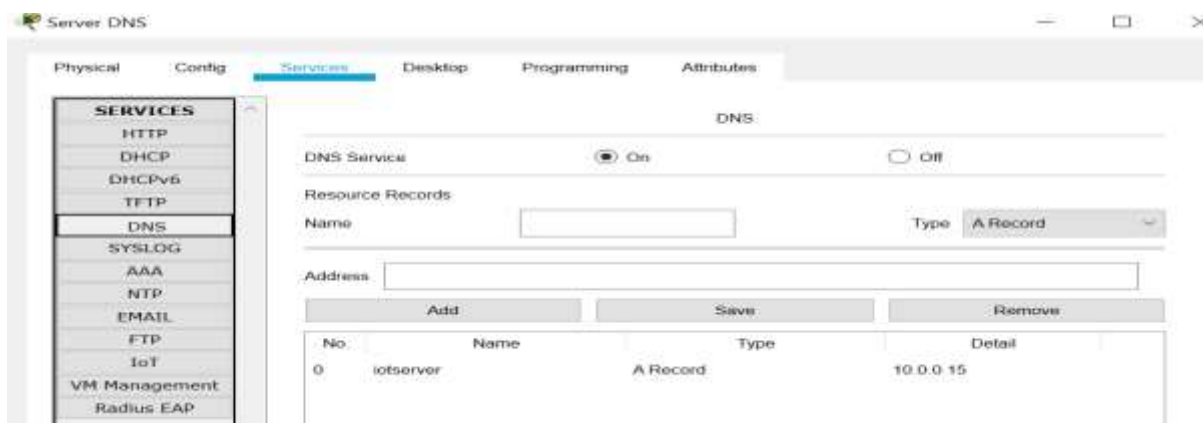 Server DNS
Physical Config Services Desktop Programming Attributes
SERVICES
HTTP
DHCP
DHCPv6
TFTP
DNS
SYSLOG
AAA
NTP
EMAIL
FTP
IoT
VM Management
Radius EAP
DNS
DNS Service On Off
Resource Records
Name Type A Record
Address
Add Save Remove
No Name Type Detail
0 iotserver A Record 10.0.0.15